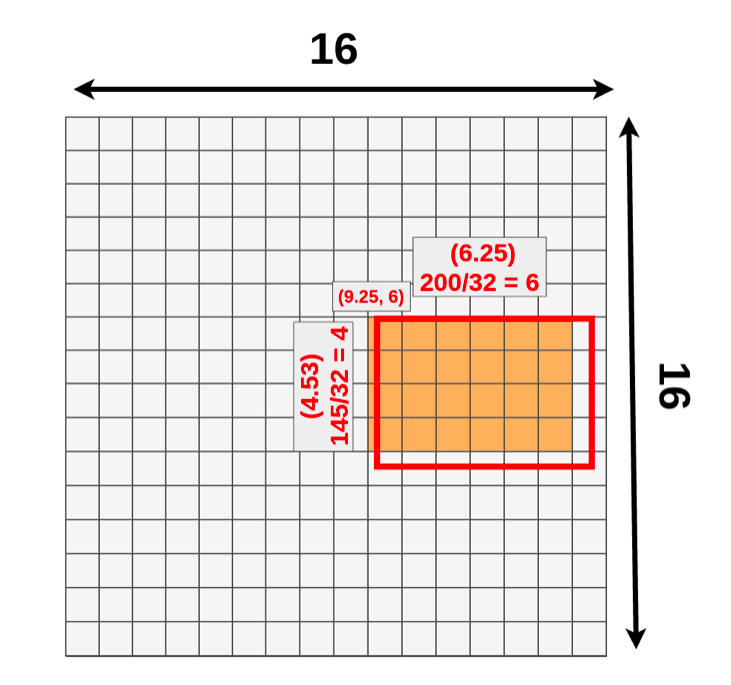 16
(6.25)
200/32 = 6
(9.25, 6)
(4.53)
145/32 = 4
16